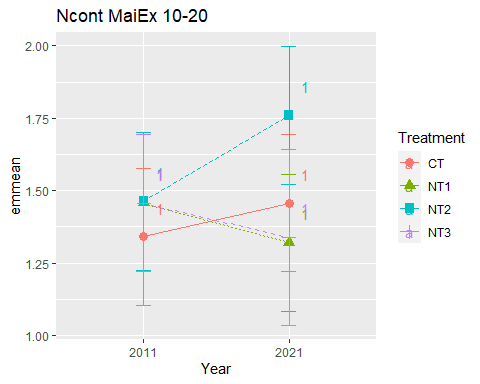 Ncont MaiEx 10-20
2.00
1.75
1.50
1.25
1.00
emmean
1
1
1
1
1
1
2011
2021
Year
Treatment
a CT
a NT1
a NT2
a NT3